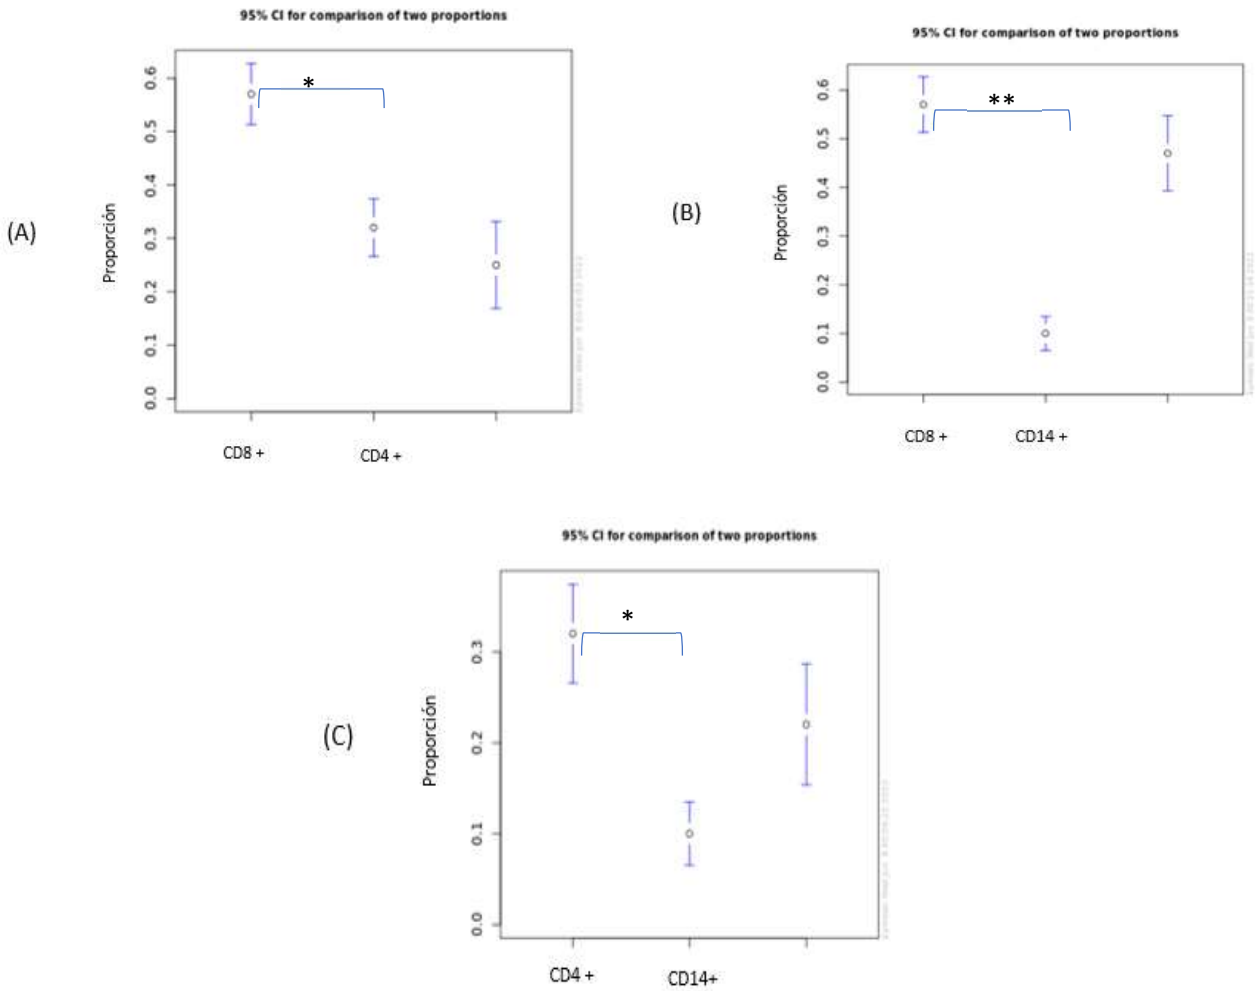 95% CI for comparison of two proportions
(A)
Proporción
0.6
0.5
0.4
0.3
0.2
0.1
0.0
*
CD8 +
CD4 +
95% CI for comparison of two proportions
(B)
Proporción
0.6
0.5
0.4
0.3
0.2
0.1
0.0
**
CD8 +
CD14 +
95% CI for comparison of two proportions
(C)
Proporción
0.3
0.2
0.1
0.0
*
CD4 +
CD14+